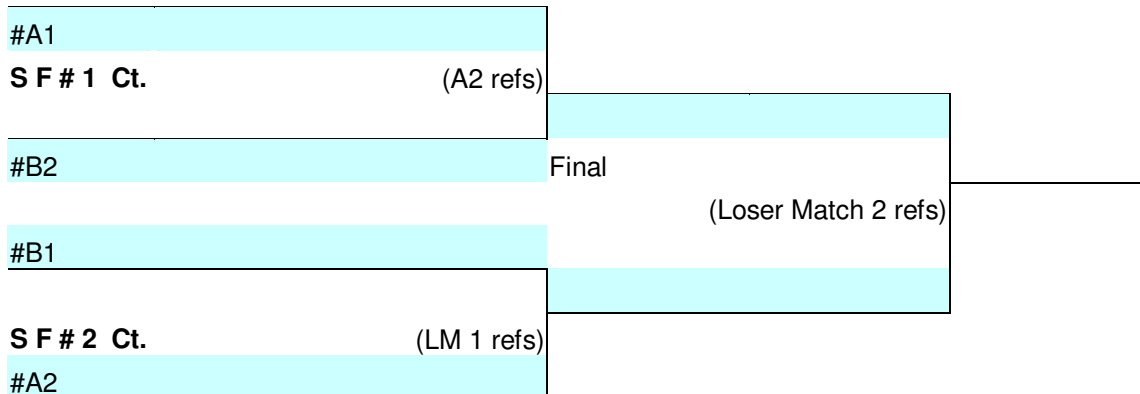 #A1
S F # 1 Ct. (A2 refs)
#B2 Final
(Loser Match 2 refs)
#B1
S F # 2 Ct. (LM 1 refs)
#A2